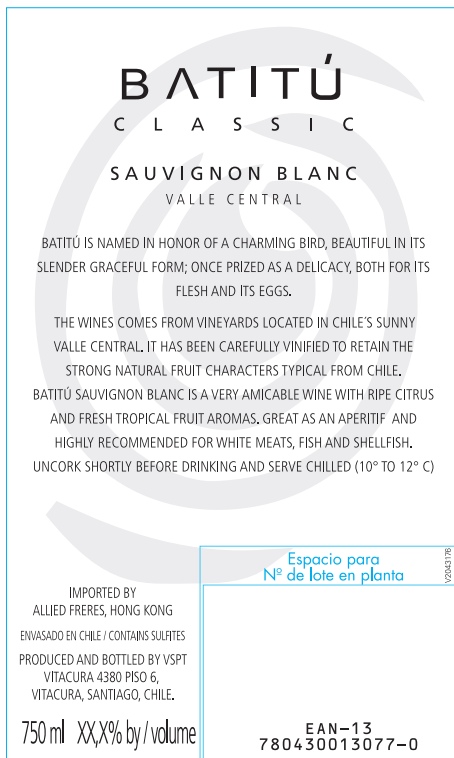 BATITÚ
CLASSIC
SAUVIGNON BLANC
VALLE CENTRAL
BATITÚ IS NAMED IN HONOR OF A CHARMING BIRD, BEAUTIFUL IN ITS
SLENDER GRACEFUL FORM; ONCE PRIZED AS A DELICACY, BOTH FOR ITS
FLESH AND ITS EGGS.
THE WINES COMES FROM VINEYARDS LOCATED IN CHILE´S SUNNY
VALLE CENTRAL. IT HAS BEEN CAREFULLY VINIFIED TO RETAIN THE
STRONG NATURAL FRUIT CHARACTERS TYPICAL FROM CHILE.
BATITÚ SAUVIGNON BLANC IS A VERY AMICABLE WINE WITH RIPE CITRUS
AND FRESH TROPICAL FRUIT AROMAS. GREAT AS AN APERITIF AND
HIGHLY RECOMMENDED FOR WHITE MEATS, FISH AND SHELLFISH.
UNCORK SHORTLY BEFORE DRINKING AND SERVE CHILLED (10° TO 12° C)
Espacio para
Nº de lote en planta
V2043176
IMPORTED BY
ALLIED FRERES, HONG KONG
ENVASADO EN CHILE / CONTAINS SULFITES
PRODUCED AND BOTTLED BY VSPT
VITACURA 4380 PISO 6,
VITACURA, SANTIAGO, CHILE.
750 ml XX,X% by / volume
EAN-13
780430013077-0